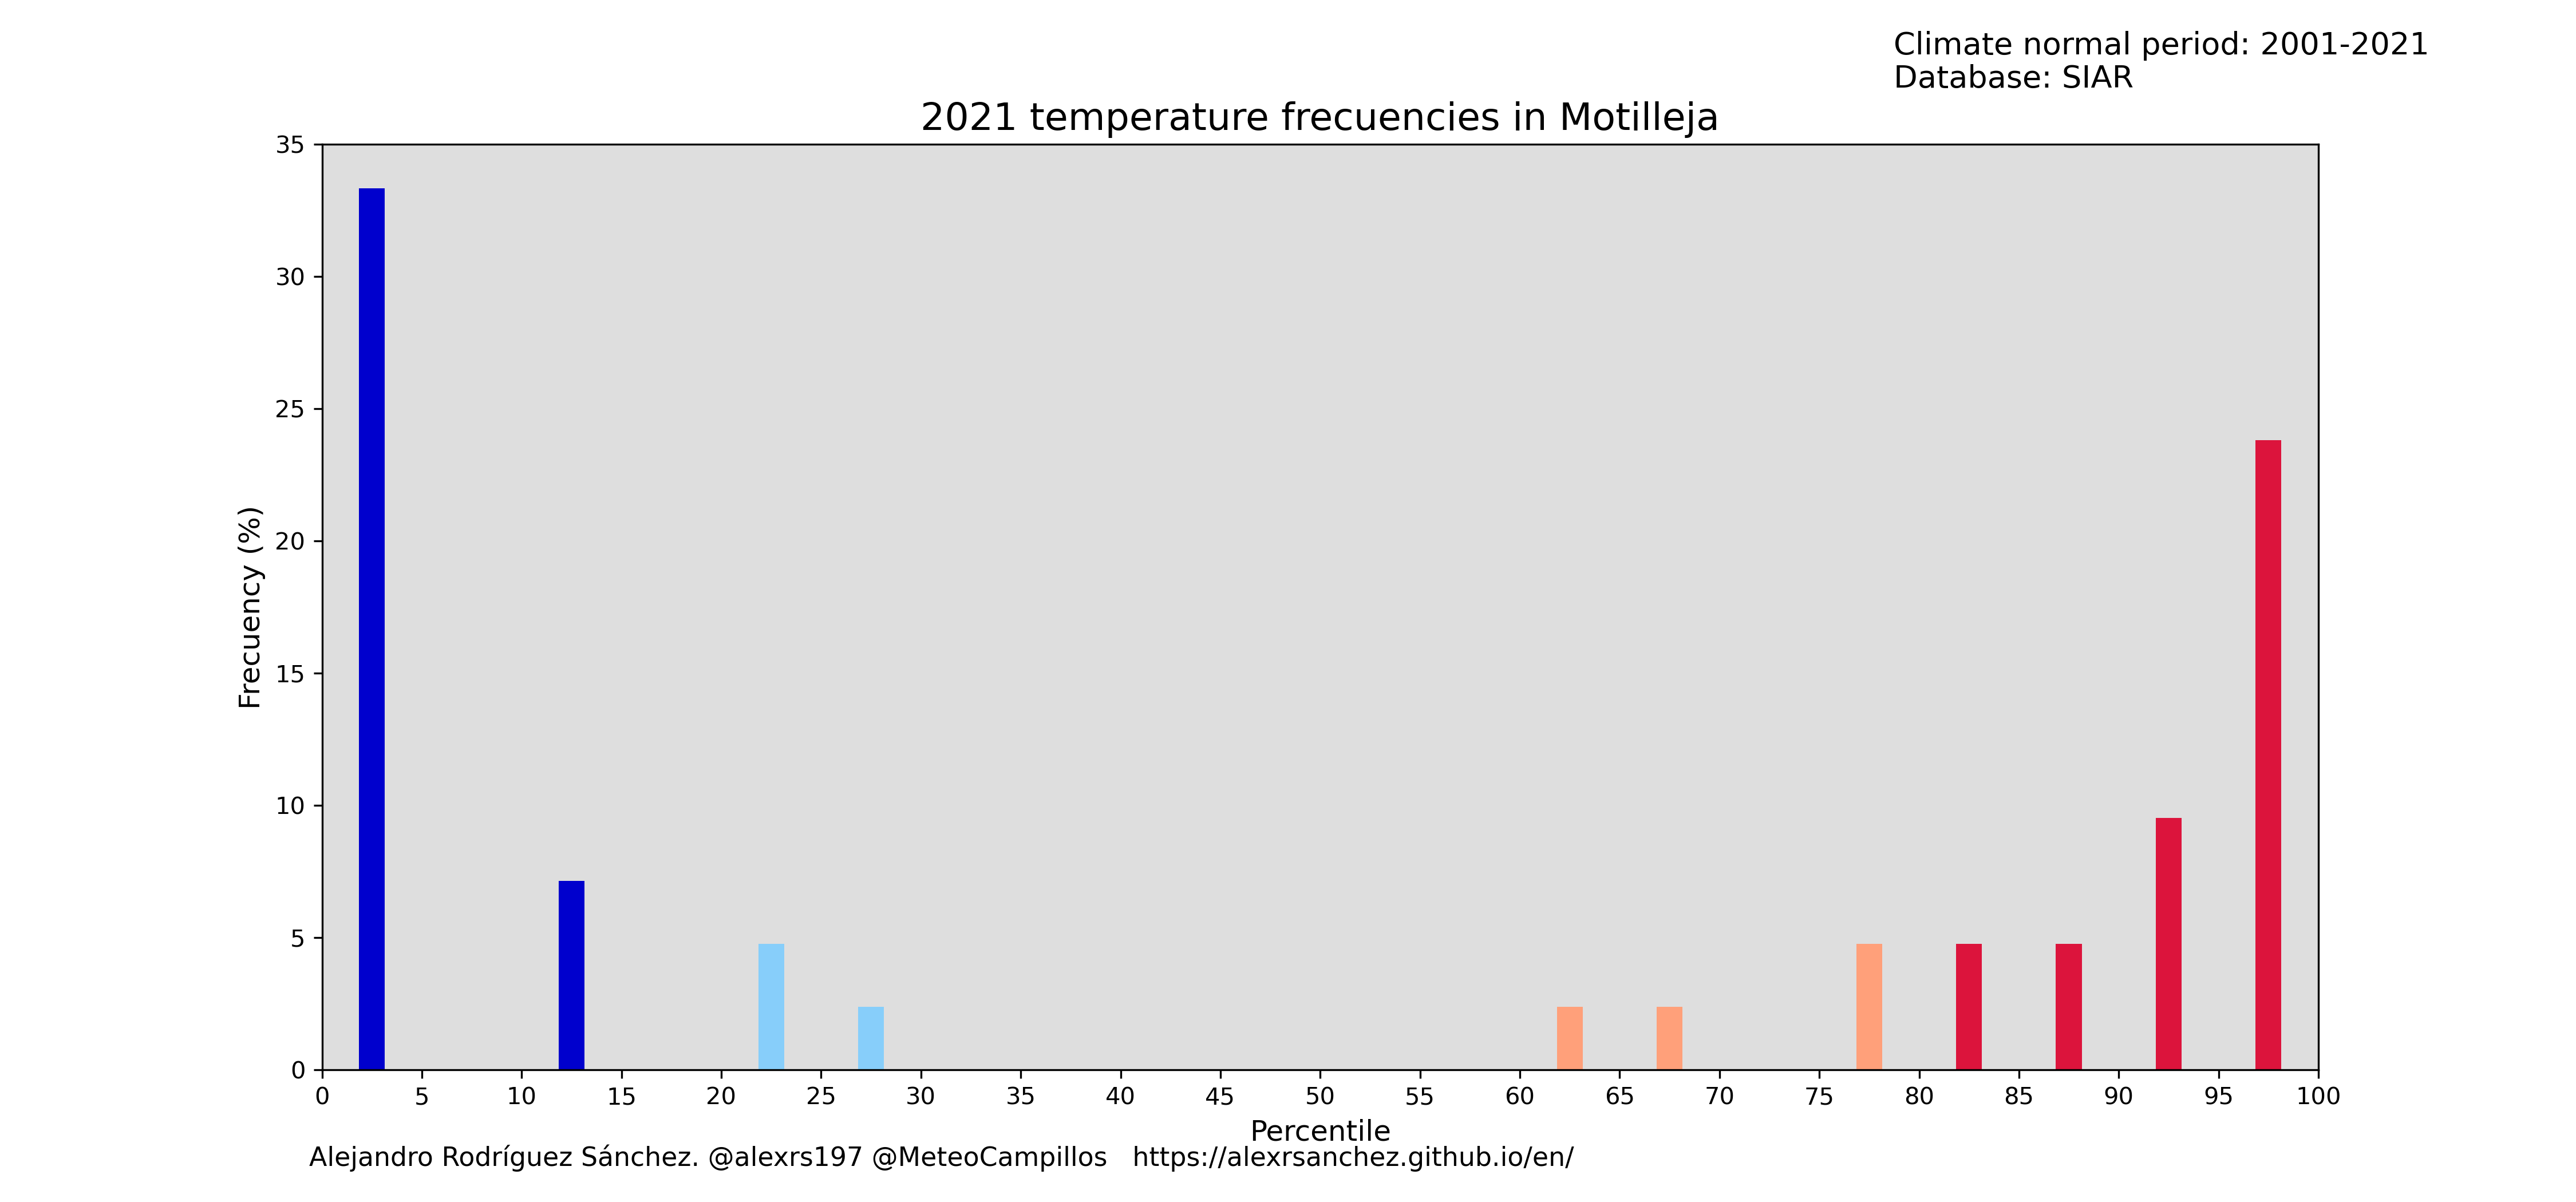 Climate normal period: 2001-2021
Database: SIAR
2021 temperature frecuencies in Motilleja
35
30
25
20
15
10
5
0
Frecuency (%)
0 5 10 15 20 25 30 35 40 45 50 55 60 65 70 75 80 85 90 95 100
Percentile
Alejandro Rodríguez Sánchez. @alexrs197 @MeteoCampillos https://alexrsanchez.github.io/en/